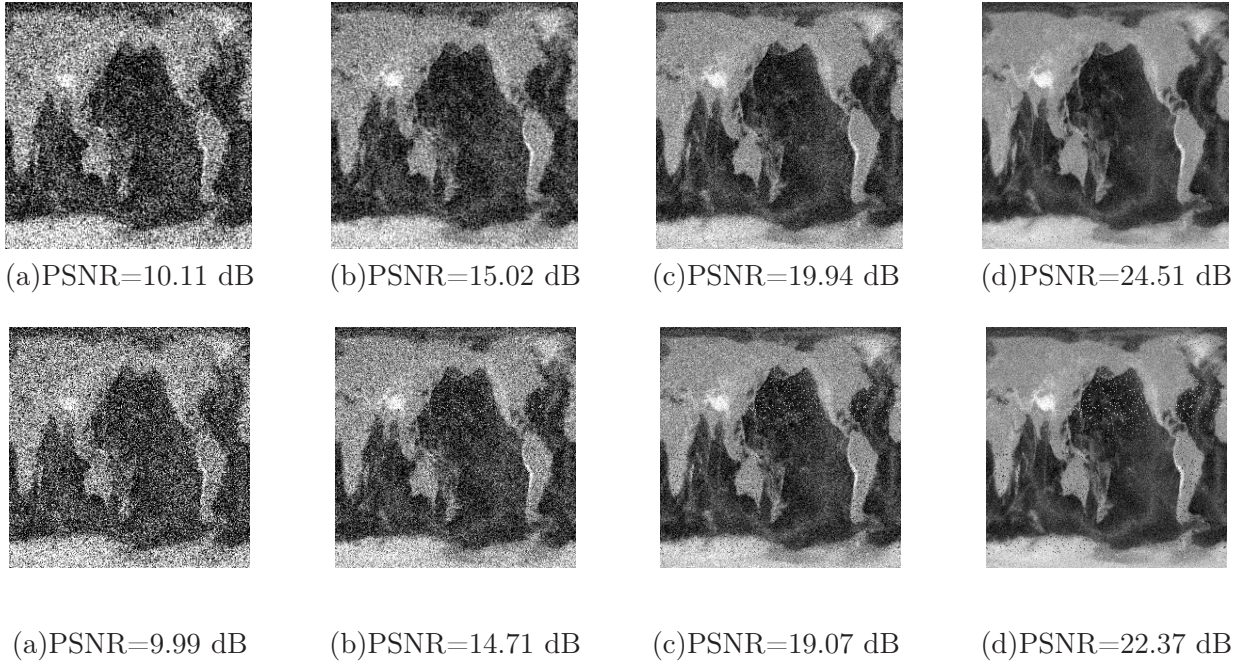 (a)PSNR=10.11 dB
(b)PSNR=15.02 dB
(c)PSNR=19.94 dB
(d)PSNR=24.51 dB
(a)PSNR=9.99 dB
(b)PSNR=14.71 dB
(c)PSNR=19.07 dB
(d)PSNR=22.37 dB